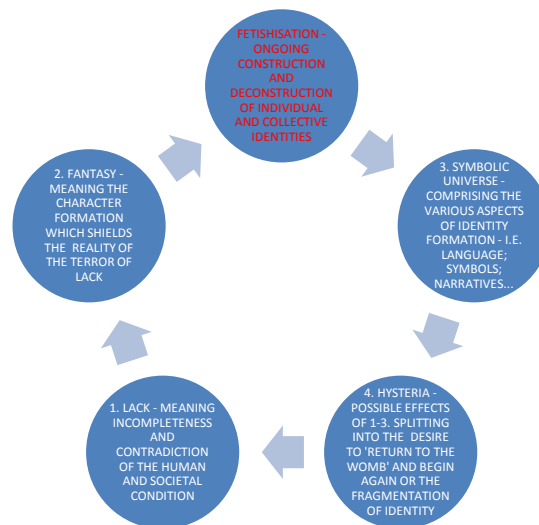 FETISHISATION -
ONGOING
CONSTRUCTION
AND
DECONSTRUCTION
OF INDIVIDUAL
AND COLLECTIVE
IDENTITIES
3. SYMBOLIC
UNIVERSE -
COMPRISING THE
VARIOUS ASPECTS
OF IDENTITY
FORMATION - I.E.
LANGUAGE;
SYMBOLS;
NARRATIVES...
4. HYSTERIA -
POSSIBLE EFFECTS
OF 1-3. SPLITTING
INTO THE DESIRE
TO 'RETURN TO THE
WOMB' AND BEGIN
AGAIN OR THE
FRAGMENTATION
OF IDENTITY
1. LACK - MEANING
INCOMPLETENESS
AND
CONTRADICTION
OF THE HUMAN
AND SOCIETAL
CONDITION
2. FANTASY -
MEANING THE
CHARACTER
FORMATION
WHICH SHIELDS
THE REALITY OF
THE TERROR OF
LACK